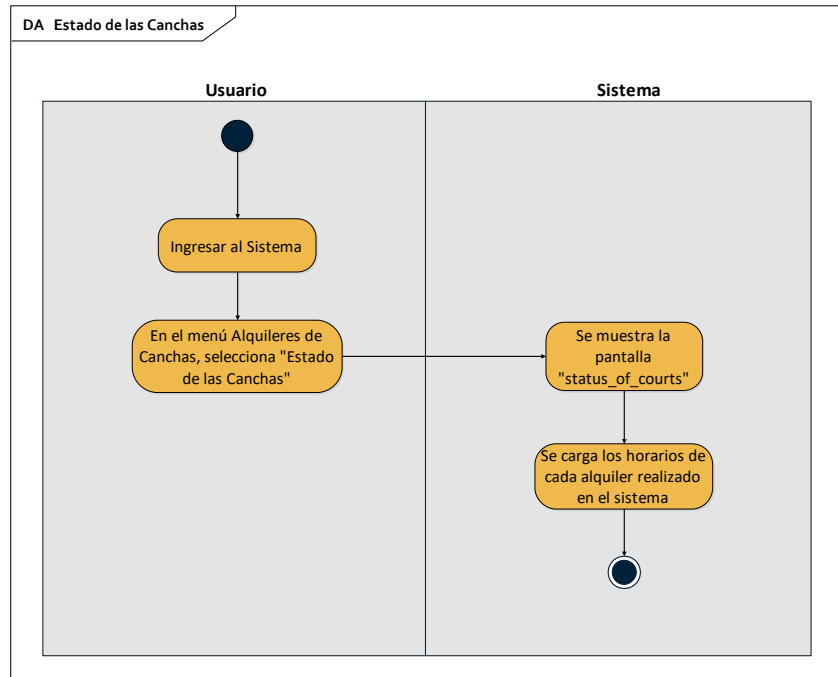 DA Estado de las Canchas
Usuario
Sistema
Ingresar al Sistema
En el menú Alquileres de
Canchas, selecciona "Estado
de las Canchas"
Se muestra la
pantalla
"status_of_courts"
Se carga los horarios de
cada alquiler realizado
en el sistema